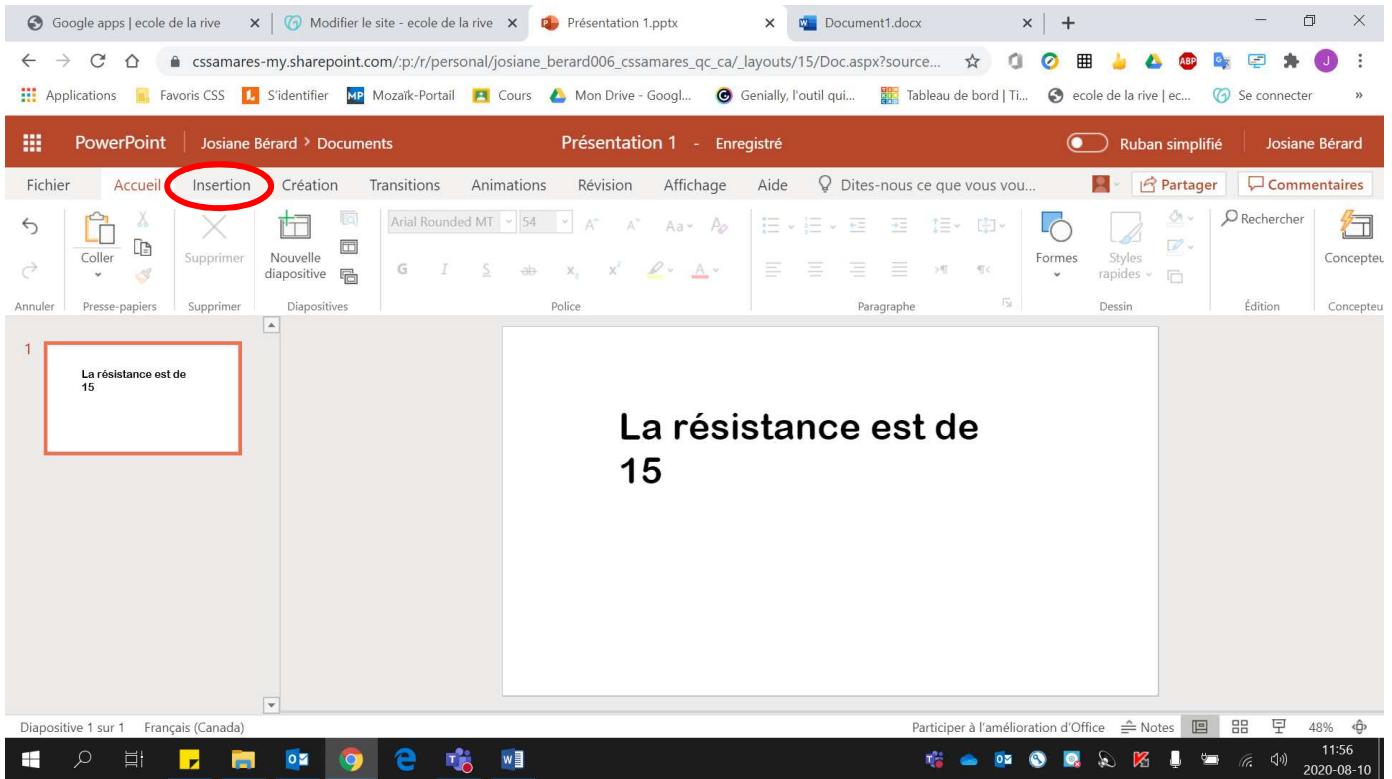 Google apps | ecole de la rive
Modifier le site - ecole de la rive
Présentation 1.pptx
Document1.docx
cssamares-my.sharepoint.com/:p:/r/personal/josiane_berard006_cssamares_qc_ca/_layouts/15/Doc.aspx?source...
Applications Favoris CSS S'identifier Mozaïk-Portail Cours Mon Drive - Googl... Genially, l'outil qui... Tableau de bord | Ti... ecole de la rive | ec... Se connecter »
PowerPoint Josiane Bérard > Documents Présentation 1 - Enregistré Ruban simplifié Josiane Bérard
Fichier Accueil Insertion Création Transitions Animations Révision Affichage Aide Dites-nous ce que vous vou... Partager Commentaires
Arial Rounded MT 54 Rechercher
Coller Supprimer Nouvelle diapositive G I S ab x₂ x² A Formes Styles rapides Concepteu
Annuler Presse-papiers Supprimer Diapositives Police Paragraphe Dessin Édition Concepteu
1
La résistance est de
15
La résistance est de
15
Diapositive 1 sur 1 Français (Canada) Participer à l'amélioration d'Office Notes 48%
11:56
2020-08-10